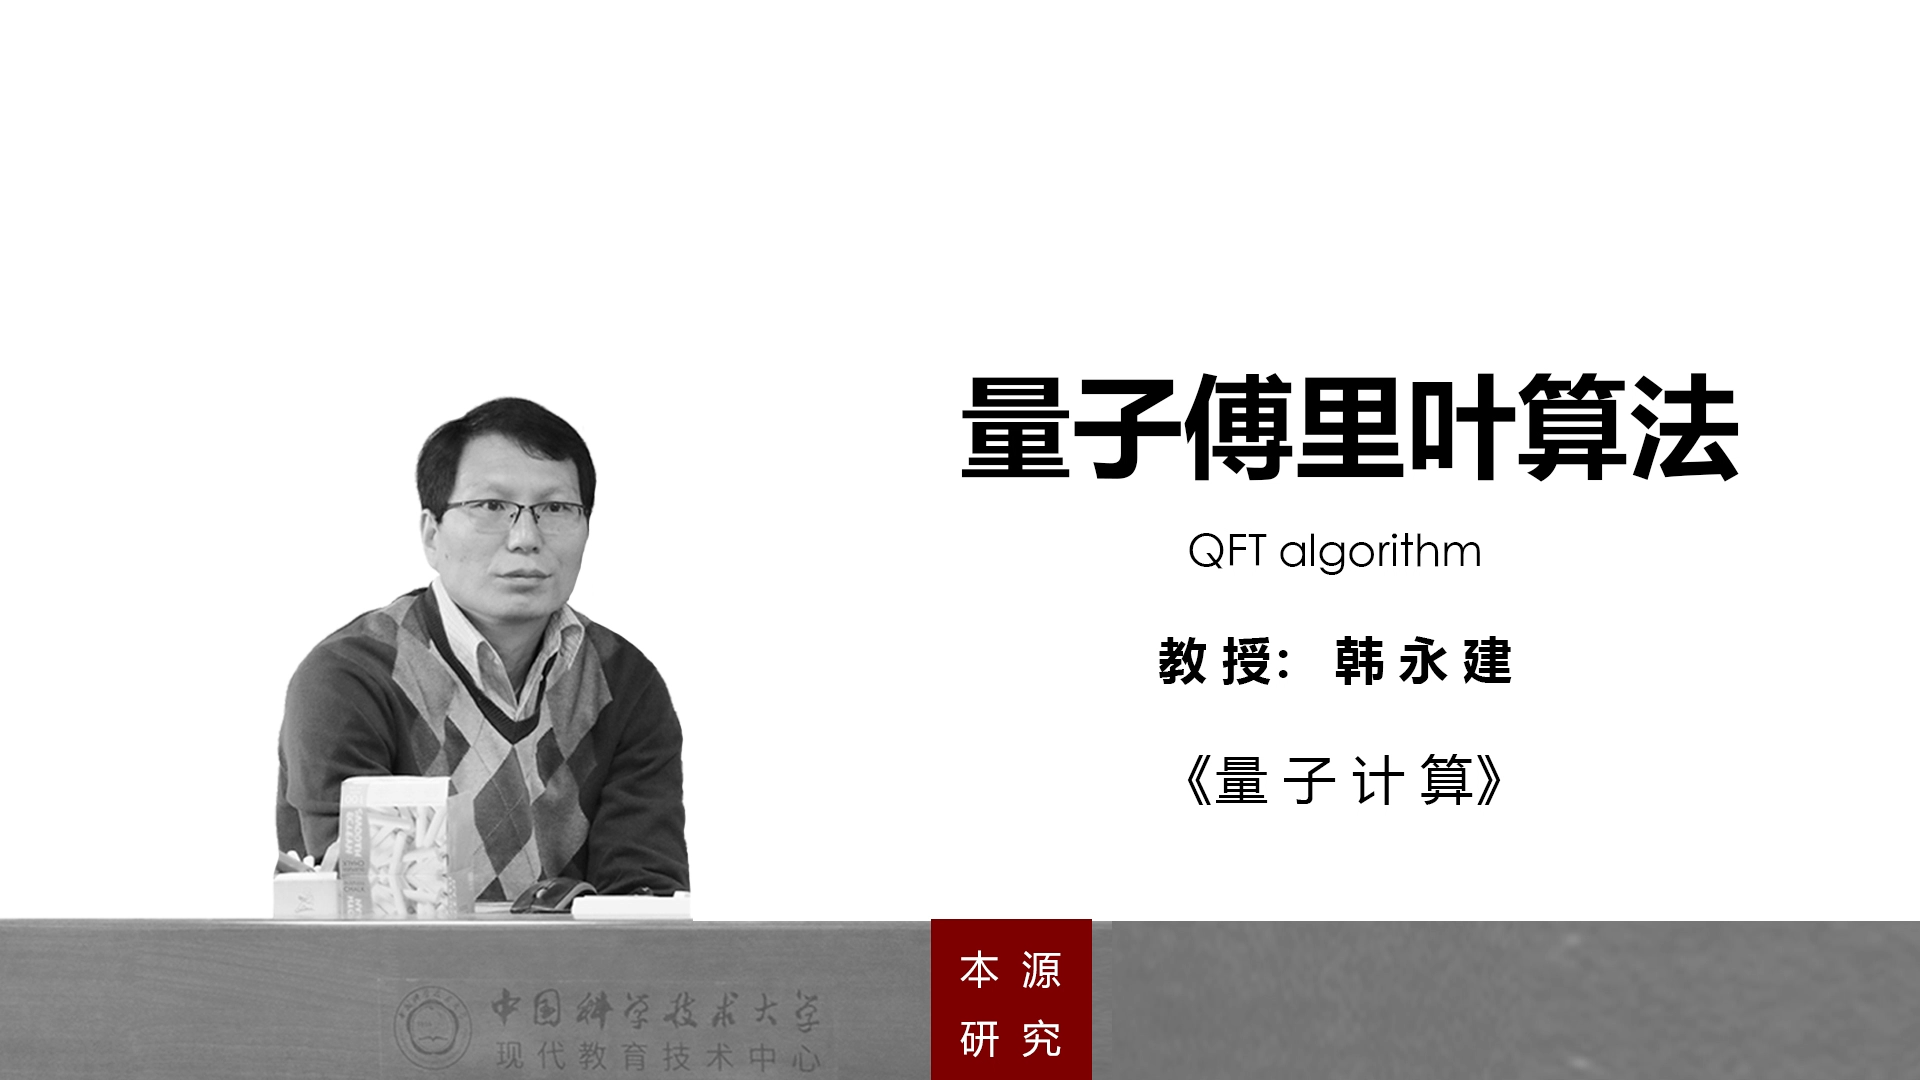 量子傅里叶算法
QFT algorithm
教授： 韩永建
《量子计算》
本源
研究
中国科学技术大学
现代教育技术中心
CHALK